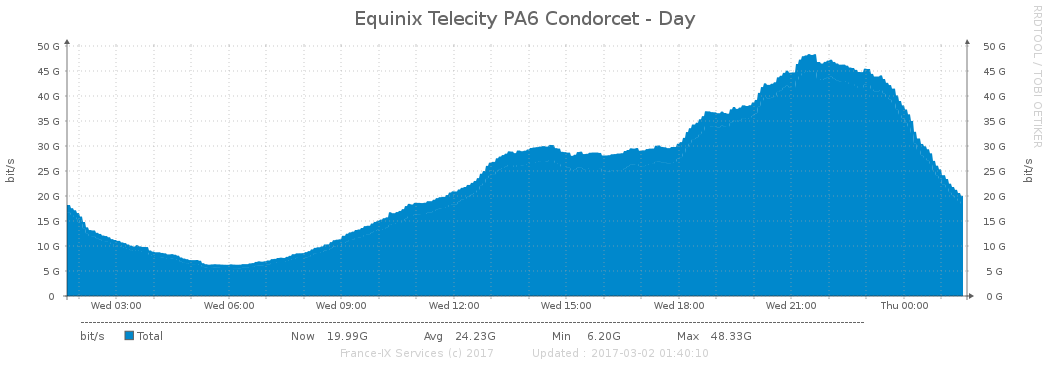 Equinix Telecity PA6 Condorcet - Day
RRDTOOL / TOBI OETIKER
bit/s
50 G 50 G
45 G 45 G
40 G 40 G
35 G 35 G
30 G 30 G
25 G 25 G
20 G 20 G
15 G 15 G
10 G 10 G
5 G 5 G
0 0 G
bit/s
Wed 03:00 Wed 06:00 Wed 09:00 Wed 12:00 Wed 15:00 Wed 18:00 Wed 21:00 Thu 00:00
bit/s Total Now 19.99G Avg 24.23G Min 6.20G Max 48.33G
France-IX Services (c) 2017 Updated : 2017-03-02 01:40:10